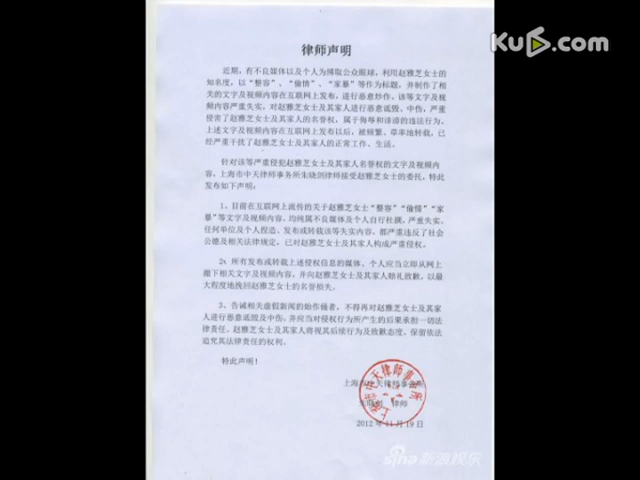 Ku6.com
律师声明
近期，有不良媒体以及个人为博取公众眼球，利用赵雅芝女士的
知名度，以“整容”、“偷情”、“家暴”等作为标题，并制作了相
关的文字及视频内容在互联网上发布，进行恶意炒作，该等文字及视
频内容严重失实，对赵雅芝女士及其家人进行恶意诋毁、中伤，严重
侵害了赵雅芝女士及其家人的名誉权，属于侮辱和诽谤的违法行为。
上述文字及视频内容在互联网上发布以后，被频繁、草率地转载，已
经严重干扰了赵雅芝女士及其家人的正常工作、生活。
针对该等严重侵犯赵雅芝女士及其家人名誉权的文字及视频内
容，上海市中天律师事务所朱晓剑律师接受赵雅芝女士的委托，特此
发布如下声明：
1、目前在互联网上流传的关于赵雅芝女士“整容”“偷情”“家
暴”等文字及视频内容，均纯属不良媒体及个人自行杜撰，严重失实。
任何单位及个人捏造、发布或转载该等失实内容，都严重违反了社会
公德及相关法律规定，已对赵雅芝女士及其家人构成严重侵权。
2、所有发布或转载上述侵权信息的媒体、个人应当立即从网上
撤下相关文字及视频内容，并向赵雅芝女士及其家人赔礼致歉，以最
大程度地挽回赵雅芝女士的名誉损失。
3、告诫相关虚假新闻的始作俑者，不得再对赵雅芝女士及其家
人进行恶意诋毁及中伤，并应当对侵权行为所产生的后果承担一切法
律责任。赵雅芝女士及其家人将视其后续行为及致歉态度，保留依法
追究其法律责任的权利。
特此声明！
上海市中天律师事务所
朱晓剑 律师
2012 年 11 月 19 日
sina新浪娱乐